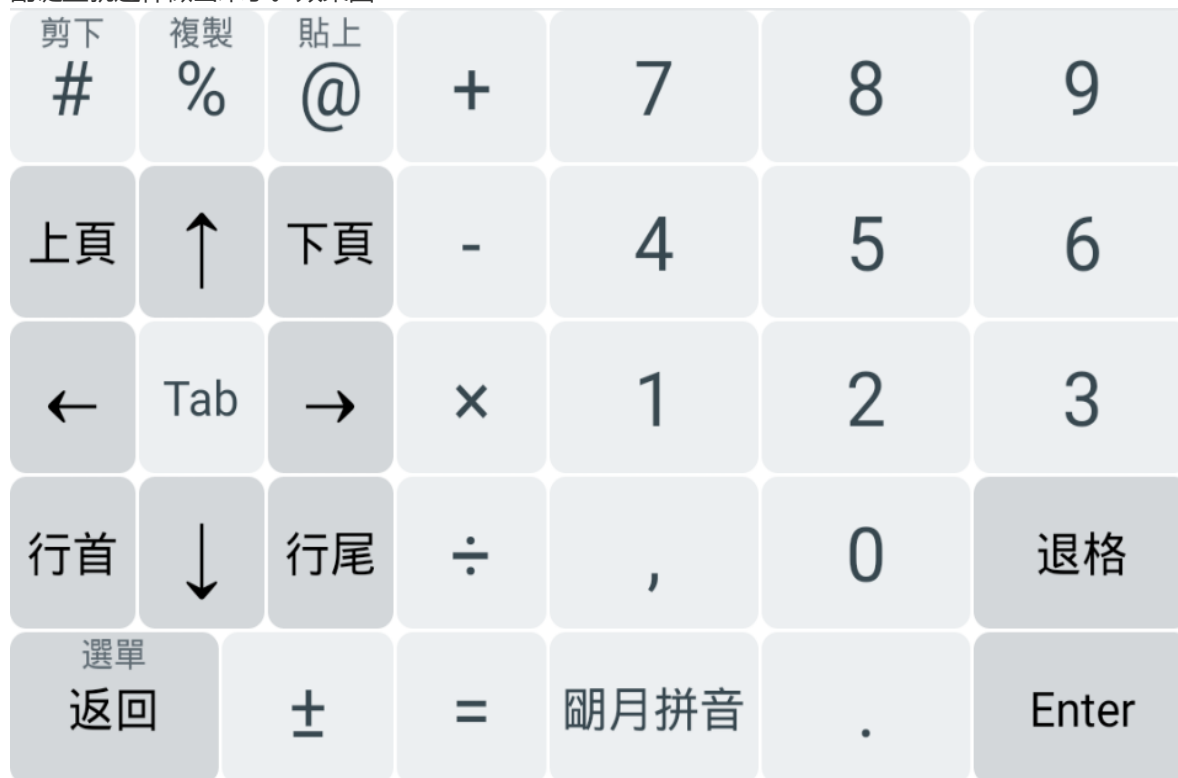 剪下 複製 貼上
# % @ + 7 8 9
上頁 ↑ 下頁 - 4 5 6
← Tab → × 1 2 3
行首 ↓ 行尾 ÷ , 0 退格
選單
返回 ± = 朙月拼音 . Enter